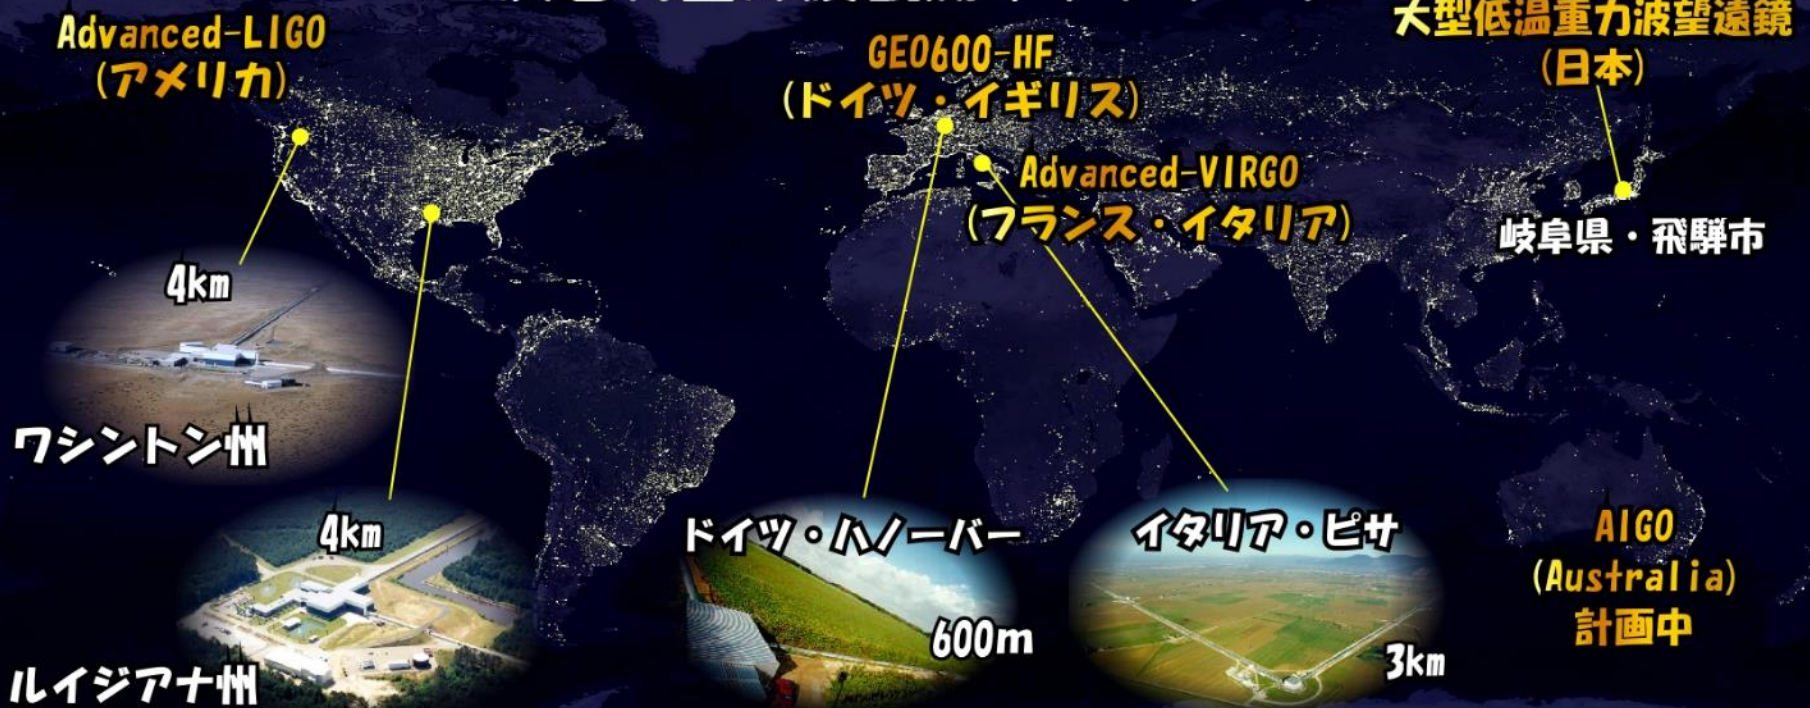 Advanced-LIGO
(アメリカ)
GEO600-HF
(ドイツ・イギリス)
大型低温重力波望遠鏡
(日本)
Advanced-VIRGO
(フランス・イタリア)
岐阜県・飛騨市
4km
ワシントン州
4km
ルイジアナ州
ドイツ・ハノーバー
600m
イタリア・ピサ
3km
AIGO
(Australia)
計画中